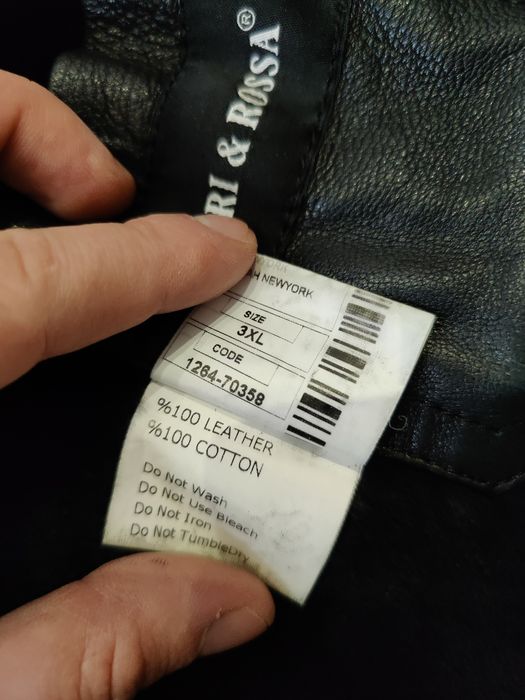 RI & ROSSA®
NEWYORK
SIZE
3XL
CODE
1264-70358
%100 LEATHER
%100 COTTON
Do Not Wash
Do Not Use Bleach
Do Not Iron
Do Not TumbleDry